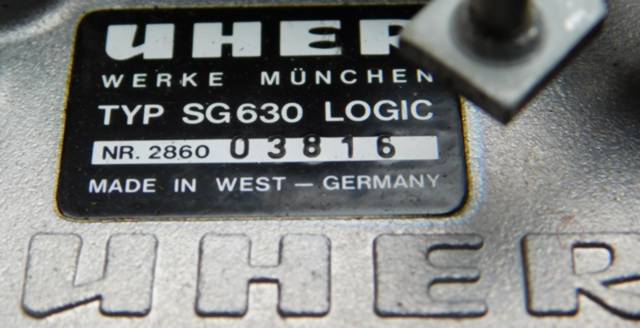 UHER
WERKE MÜNCHEN
TYP SG630 LOGIC
NR. 2860 03816
MADE IN WEST – GERMANY
UHER